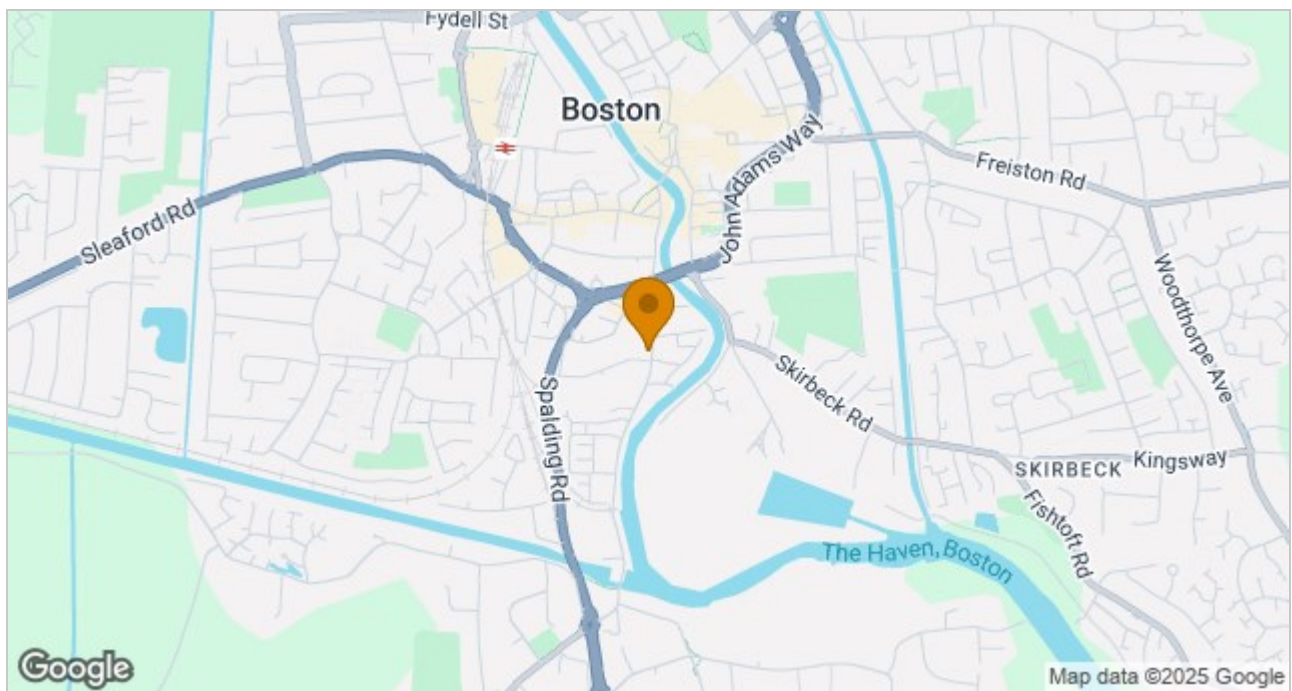 Fydell St
Boston
John Adams Way
Freiston Rd
Sleaford Rd
Woodthorpe Ave
Spalding Rd
Skirbeck Rd
SKIRBECK
Kingsway
Fishtoft Rd
The Haven, Boston
Google
Map data ©2025 Google